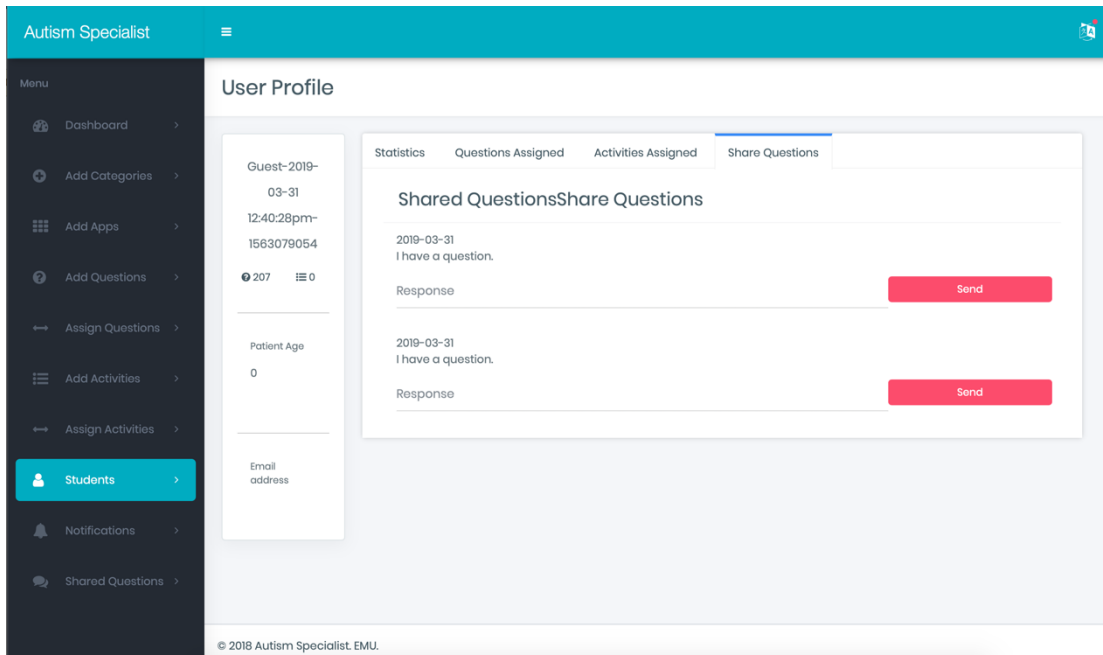 Autism Specialist
Menu
Dashboard
Add Categories
Add Apps
Add Questions
Assign Questions
Add Activities
Assign Activities
Students
Notifications
Shared Questions
User Profile
Guest-2019-
03-31
12:40:28pm-
1563079054
207 0
Patient Age
0
Email
address
Statistics Questions Assigned Activities Assigned Share Questions
Shared QuestionsShare Questions
2019-03-31
I have a question.
Response Send
2019-03-31
I have a question.
Response Send
© 2018 Autism Specialist. EMU.